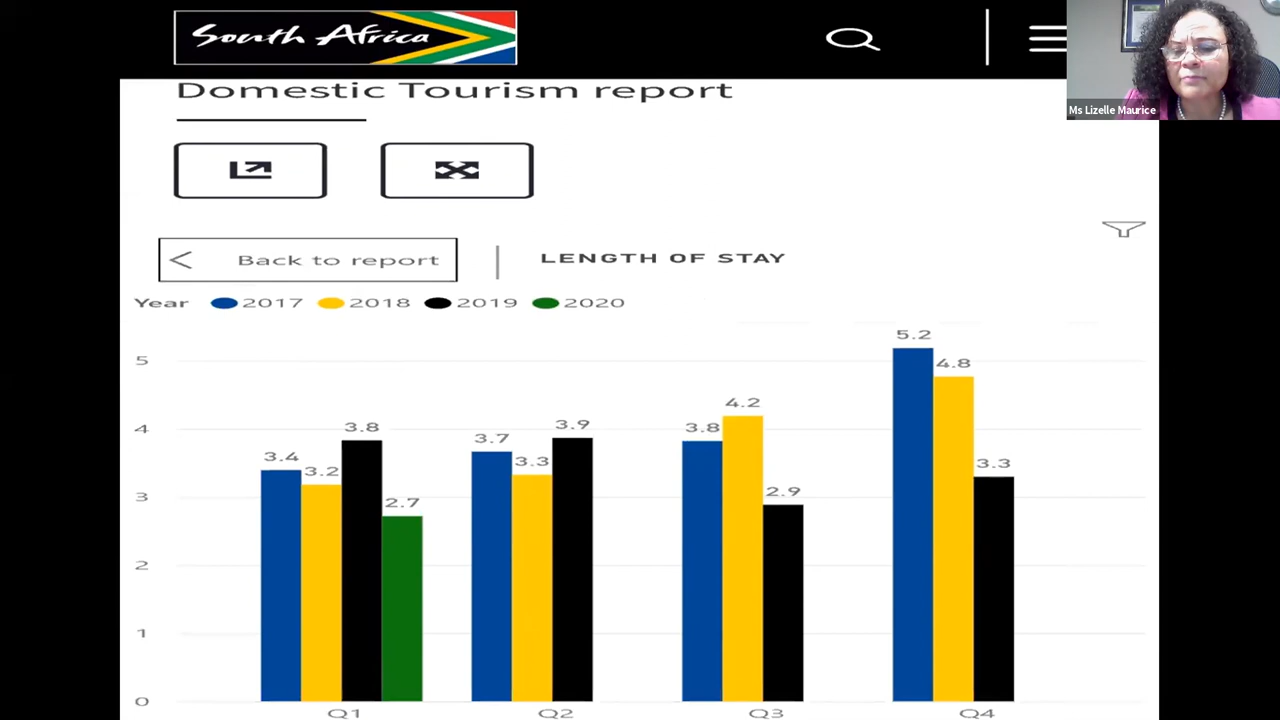 South Africa
Ms Lizelle Maurice
Domestic Tourism report
Back to report
LENGTH OF STAY
Year 2017 2018 2019 2020
5.2
4.8
5
4.2
4
3.8
3.9
3.8
3.7
3.4
3.3
3.3
3.2
3
2.9
2.7
2
1
0
Q1 Q2 Q3 Q4